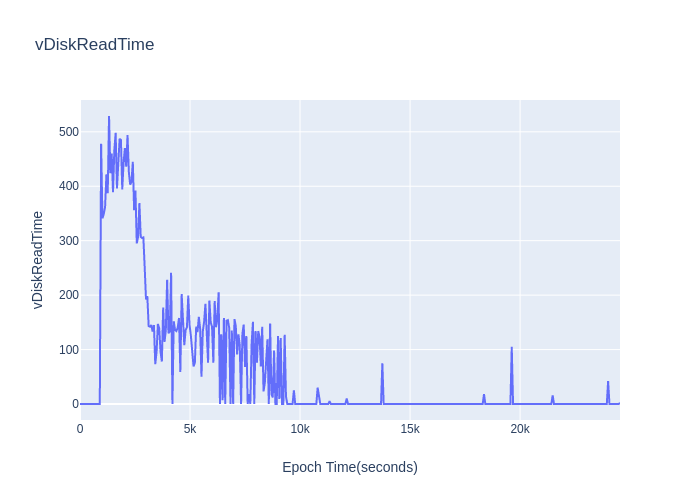 vDiskReadTime
500
400
300
200
100
0
vDiskReadTime
0
5k
10k
15k
20k
Epoch Time(seconds)